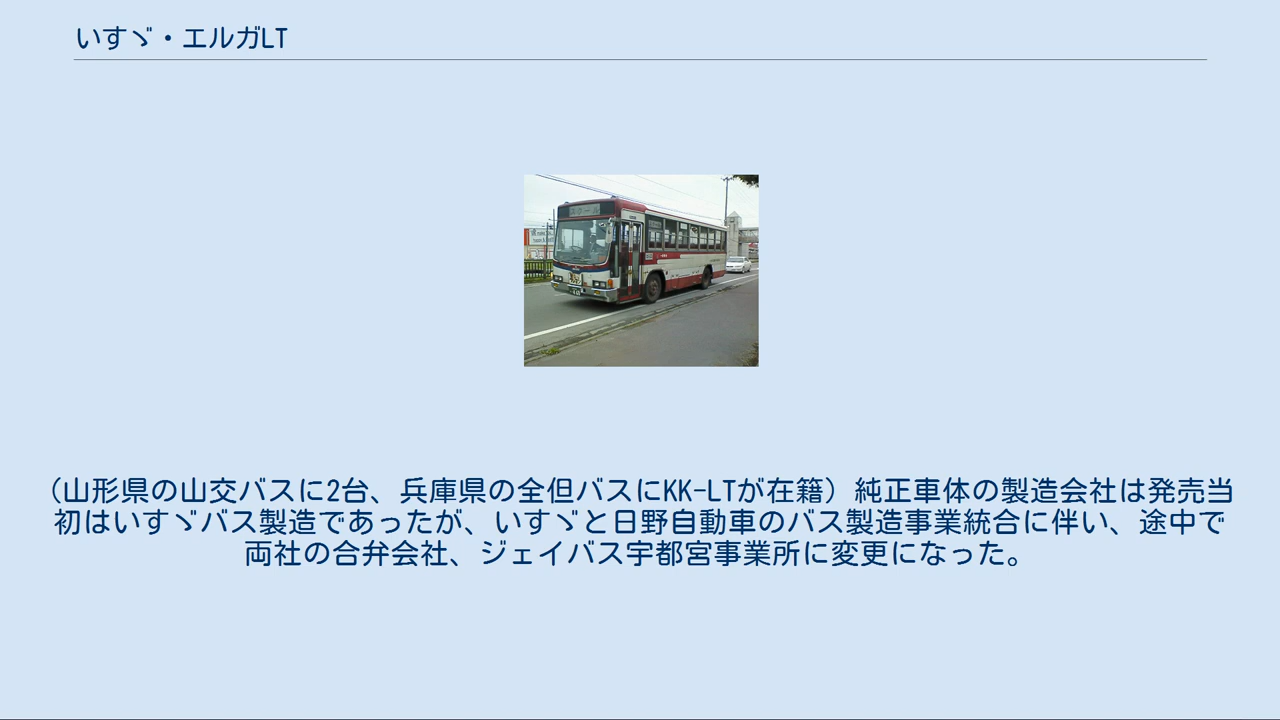 いすゞ・エルガLT
（山形県の山交バスに2台、兵庫県の全但バスにKK-LTが在籍）純正車体の製造会社は発売当
初はいすゞバス製造であったが、いすゞと日野自動車のバス製造事業統合に伴い、途中で
両社の合弁会社、ジェイバス宇都宮事業所に変更になった。